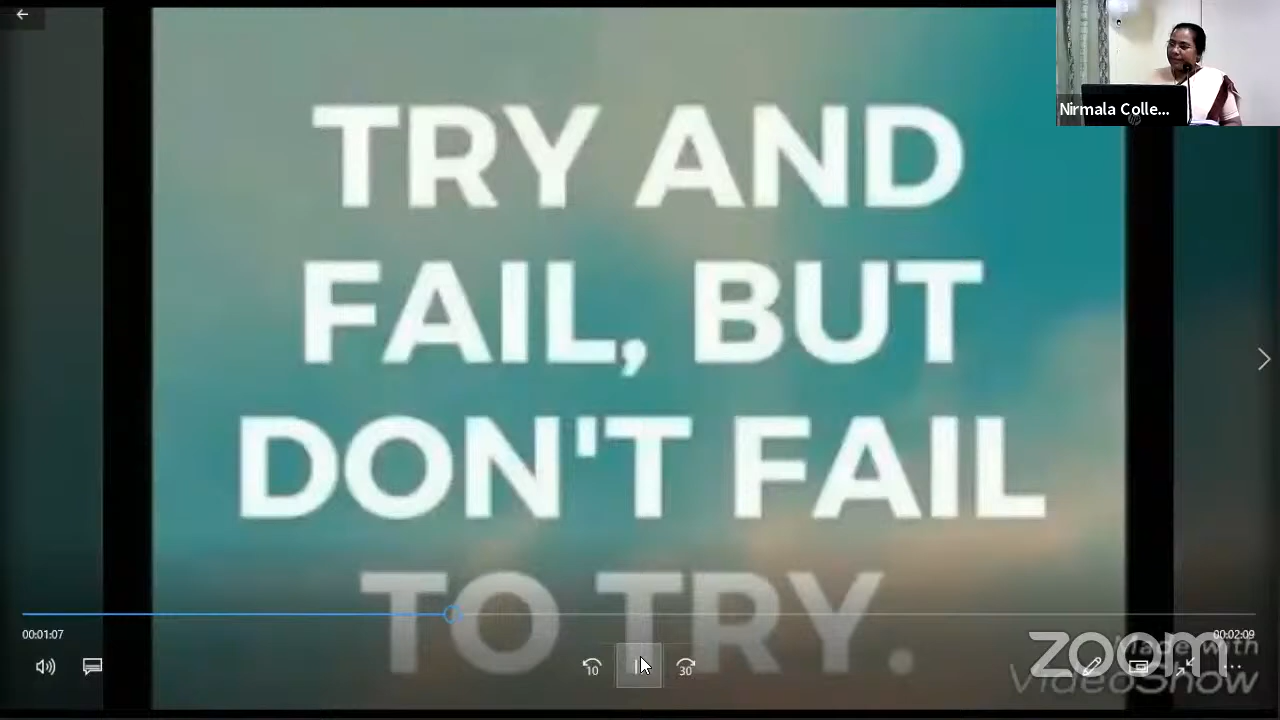 TRY AND
FAIL, BUT
DON'T FAIL
TO TRY.
Nirmala Colle...
00:01:07
00:02:09
10
30
zoom
Made with
VideoShow